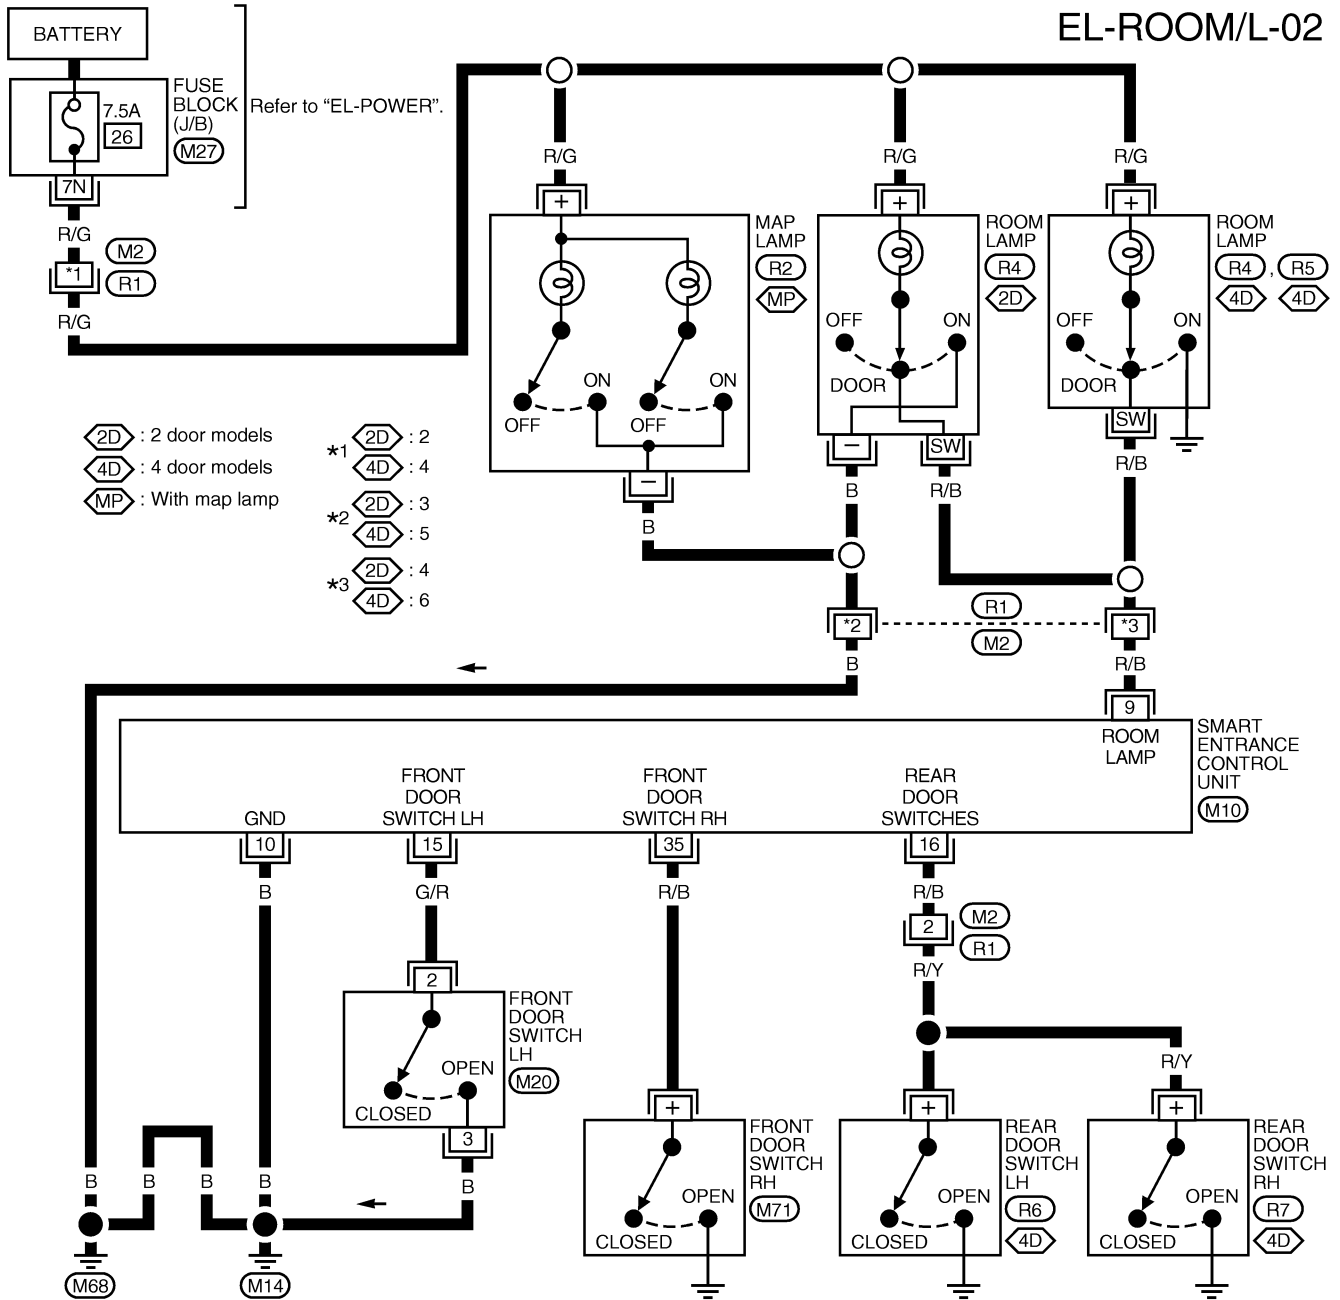 EL-ROOM/L-02
BATTERY
FUSE
BLOCK
(J/B)
M27
Refer to “EL-POWER”.
7.5A
26
7N
R/G
M2
*1
R1
R/G
R/G
R/G
R/G
+
+
+
MAP
LAMP
R2
MP
ROOM
LAMP
R4
2D
ROOM
LAMP
R4 , R5
4D 4D
OFF
ON
OFF
ON
DOOR
DOOR
ON
ON
OFF
OFF
–
–
SW
SW
B
B
R/B
R/B
2D : 2 door models
4D : 4 door models
MP : With map lamp
*1
2D : 2
4D : 4
*2
2D : 3
4D : 5
*3
2D : 4
4D : 6
*2
R1
M2
*3
B
R/B
9
ROOM
LAMP
SMART
ENTRANCE
CONTROL
UNIT
M10
GND
FRONT
DOOR
SWITCH LH
FRONT
DOOR
SWITCH RH
REAR
DOOR
SWITCHES
10
15
35
16
B
G/R
R/B
R/B
2
M2
R1
R/Y
2
FRONT
DOOR
SWITCH
LH
M20
OPEN
CLOSED
3
R/Y
+
+
+
FRONT
DOOR
SWITCH
RH
M71
OPEN
CLOSED
REAR
DOOR
SWITCH
LH
R6
4D
OPEN
CLOSED
REAR
DOOR
SWITCH
RH
R7
4D
OPEN
CLOSED
B
B
B
B
B
M68
M14